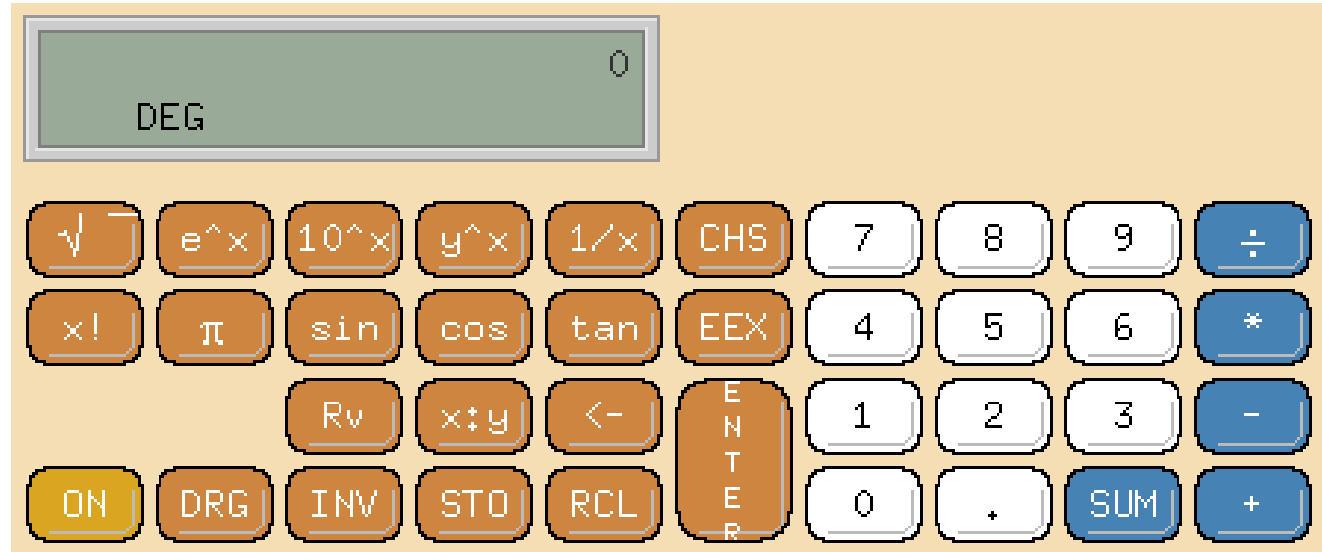 0
DEG
√‾ e^x 10^x y^x 1/x CHS 7 8 9 ÷
x! π sin cos tan EEX 4 5 6 *
Rv x:y <- ENTER 1 2 3 -
ON DRG INV STO RCL 0 . SUM +